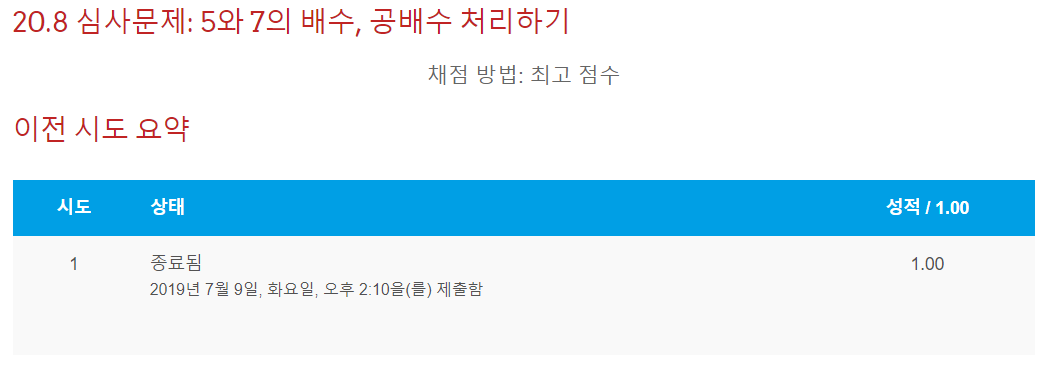 20.8 심사문제: 5와 7의 배수, 공배수 처리하기
채점 방법: 최고 점수
이전 시도 요약
시도 상태 성적 / 1.00
1 종료됨 1.00
2019년 7월 9일, 화요일, 오후 2:10을(를) 제출함